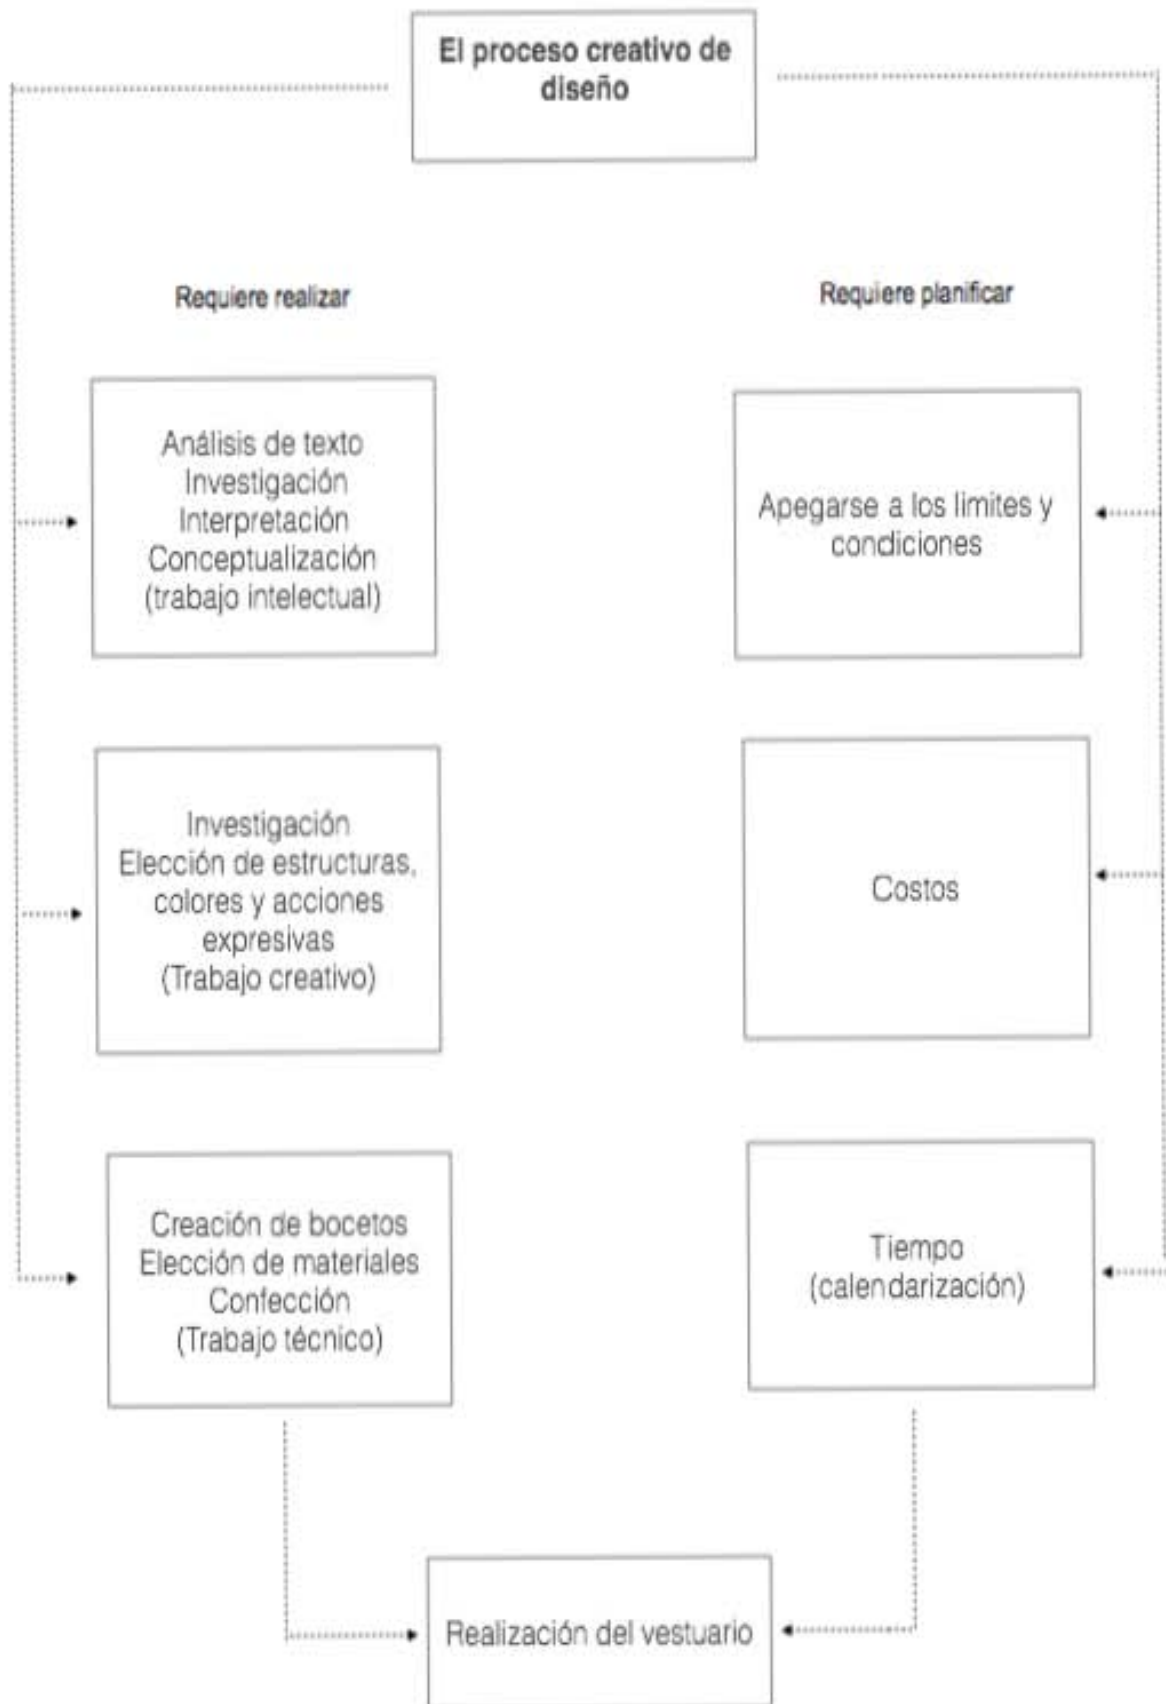 El proceso creativo de
diseño
Requiere realizar
Requiere planificar
Análisis de texto
Investigación
Interpretación
Conceptualización
(trabajo intelectual)
Apegarse a los limites y
condiciones
Investigación
Elección de estructuras,
colores y acciones
expresivas
(Trabajo creativo)
Costos
Creación de bocetos
Elección de materiales
Confección
(Trabajo técnico)
Tiempo
(calendarización)
Realización del vestuario